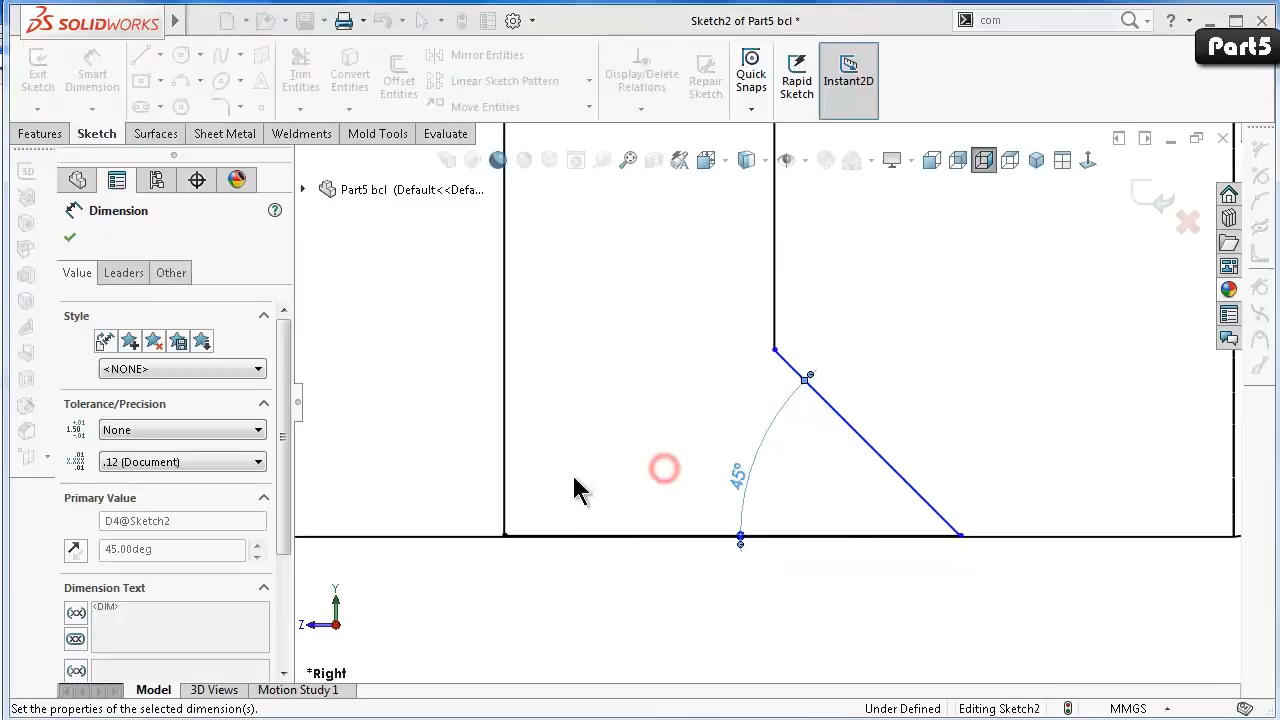 SOLIDWORKS
Sketch2 of Part5 bcl *
com
?
Part5
Exit Sketch
Smart Dimension
Trim Entities
Convert Entities
Offset Entities
Mirror Entities
Linear Sketch Pattern
Move Entities
Display/Delete Relations
Repair Sketch
Quick Snaps
Rapid Sketch
Instant2D
Features
Sketch
Surfaces
Sheet Metal
Weldments
Mold Tools
Evaluate
3D
Part5 bcl (Default<<Defa...
Dimension
?
Value
Leaders
Other
Style
<NONE>
Tolerance/Precision
None
.12 (Document)
Primary Value
D4@Sketch2
45.00deg
Dimension Text
<DIM>
45°
Y
Z
*Right
Model
3D Views
Motion Study 1
Set the properties of the selected dimension(s).
Under Defined
Editing Sketch2
MMGS